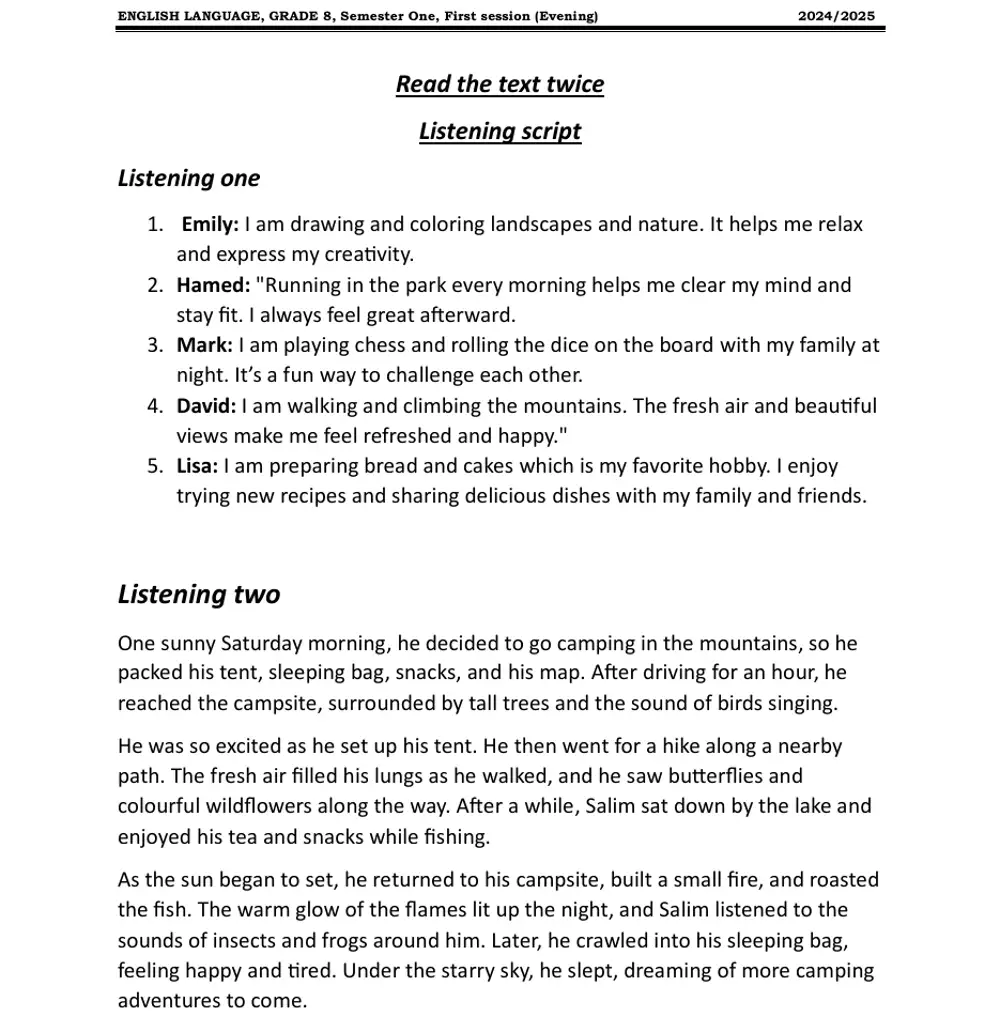 ENGLISH LANGUAGE, GRADE 8, Semester One, First session (Evening) 2024/2025
Read the text twice
Listening script
Listening one
1. Emily: I am drawing and coloring landscapes and nature. It helps me relax
and express my creativity.
2. Hamed: "Running in the park every morning helps me clear my mind and
stay fit. I always feel great afterward.
3. Mark: I am playing chess and rolling the dice on the board with my family at
night. It’s a fun way to challenge each other.
4. David: I am walking and climbing the mountains. The fresh air and beautiful
views make me feel refreshed and happy."
5. Lisa: I am preparing bread and cakes which is my favorite hobby. I enjoy
trying new recipes and sharing delicious dishes with my family and friends.
Listening two
One sunny Saturday morning, he decided to go camping in the mountains, so he
packed his tent, sleeping bag, snacks, and his map. After driving for an hour, he
reached the campsite, surrounded by tall trees and the sound of birds singing.
He was so excited as he set up his tent. He then went for a hike along a nearby
path. The fresh air filled his lungs as he walked, and he saw butterflies and
colourful wildflowers along the way. After a while, Salim sat down by the lake and
enjoyed his tea and snacks while fishing.
As the sun began to set, he returned to his campsite, built a small fire, and roasted
the fish. The warm glow of the flames lit up the night, and Salim listened to the
sounds of insects and frogs around him. Later, he crawled into his sleeping bag,
feeling happy and tired. Under the starry sky, he slept, dreaming of more camping
adventures to come.